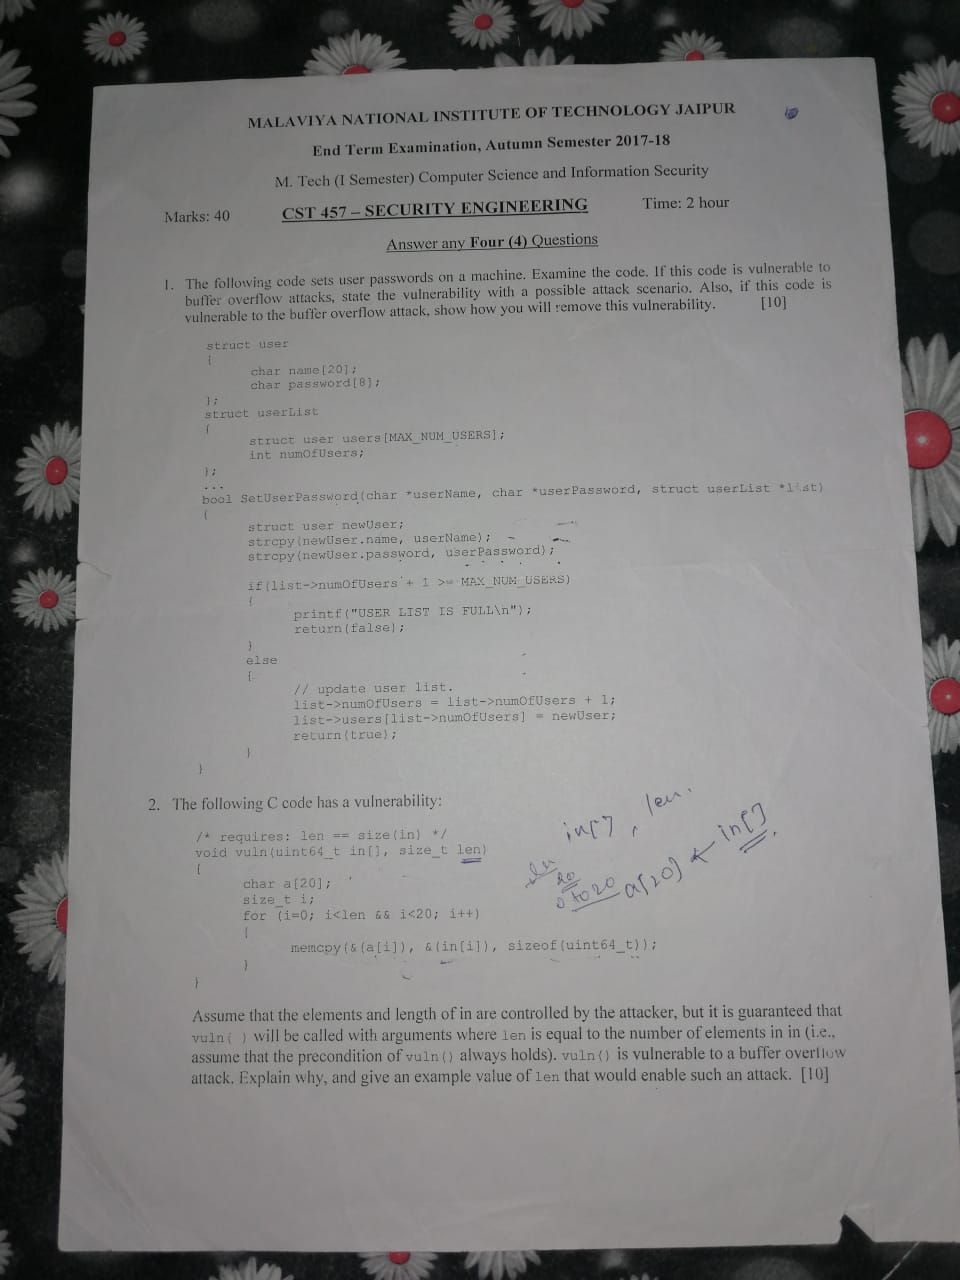 MALAVIYA NATIONAL INSTITUTE OF TECHNOLOGY JAIPUR
End Term Examination, Autumn Semester 2017-18
M. Tech (I Semester) Computer Science and Information Security
Marks: 40 CST 457 – SECURITY ENGINEERING Time: 2 hour
Answer any Four (4) Questions
1. The following code sets user passwords on a machine. Examine the code. If this code is vulnerable to
buffer overflow attacks, state the vulnerability with a possible attack scenario. Also, if this code is
vulnerable to the buffer overflow attack, show how you will remove this vulnerability. [10]
struct user
{
char name[20];
char password[8];
};
struct userList
{
struct user users[MAX_NUM_USERS];
int numOfUsers;
};
...
bool SetUserPassword(char *userName, char *userPassword, struct userList *list)
{
struct user newUser;
strcpy(newUser.name, userName);
strcpy(newUser.password, userPassword);
if(list->numOfUsers + 1 >= MAX_NUM_USERS)
{
printf("USER LIST IS FULL\n");
return(false);
}
else
{
// update user list.
list->numOfUsers = list->numOfUsers + 1;
list->users[list->numOfUsers] = newUser;
return(true);
}
}
2. The following C code has a vulnerability:
in[], len.
/* requires: len == size(in) */
void vuln(uint64_t in[], size_t len)
{
char a[20];
size_t i;
for (i=0; i<len && i<20; i++)
{
memcpy(&(a[i]), &(in[i]), sizeof(uint64_t));
}
}
20
0 to 20 a[20] < in[]
Assume that the elements and length of in are controlled by the attacker, but it is guaranteed that
vuln( ) will be called with arguments where len is equal to the number of elements in in (i.e.,
assume that the precondition of vuln() always holds). vuln() is vulnerable to a buffer overflow
attack. Explain why, and give an example value of len that would enable such an attack. [10]